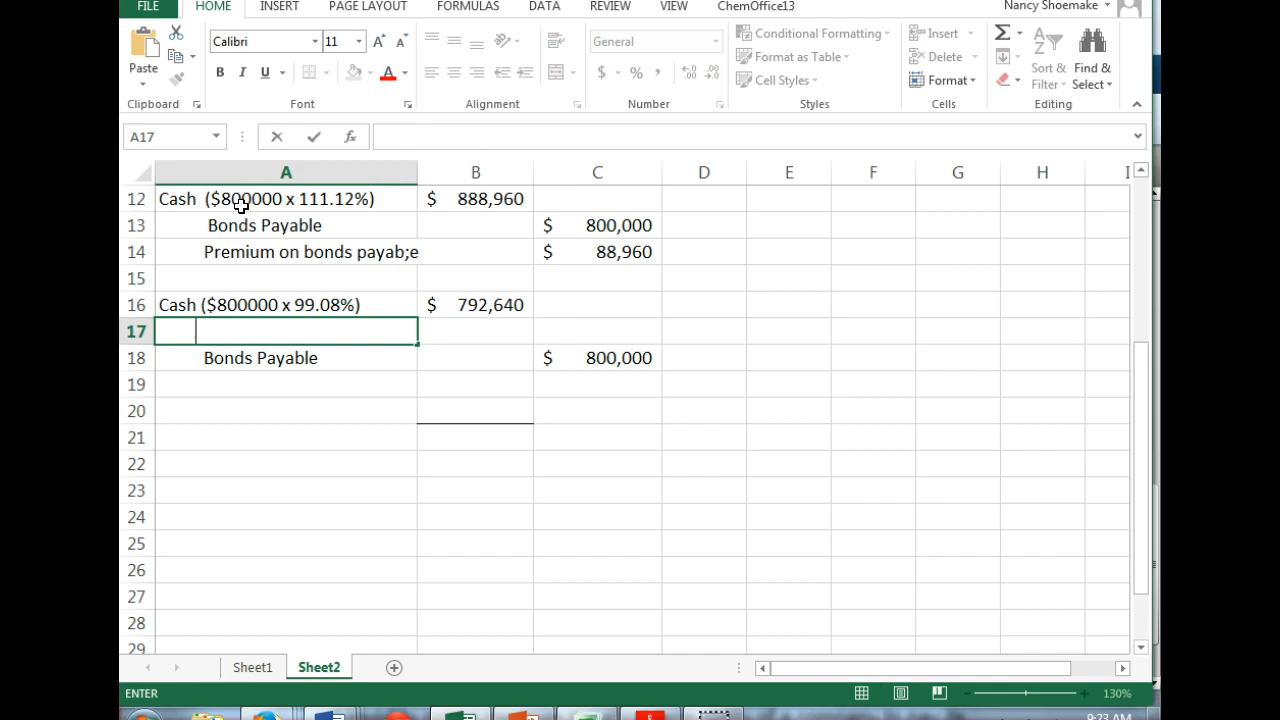 FILE HOME INSERT PAGE LAYOUT FORMULAS DATA REVIEW VIEW ChemOffice13 Nancy Shoemake
Calibri 11 General Conditional Formatting Insert
Paste B I U $ % , Format as Table Delete Sort & Find &
Cell Styles Format Filter Select
Clipboard Font Alignment Number Styles Cells Editing
A17 fx
A B C D E F G H I
12 Cash ($800000 x 111.12%) $ 888,960
13 Bonds Payable $ 800,000
14 Premium on bonds payab;e $ 88,960
15
16 Cash ($800000 x 99.08%) $ 792,640
17
18 Bonds Payable $ 800,000
19
20
21
22
23
24
25
26
27
28
29
Sheet1 Sheet2
ENTER 130%
9:23 AM